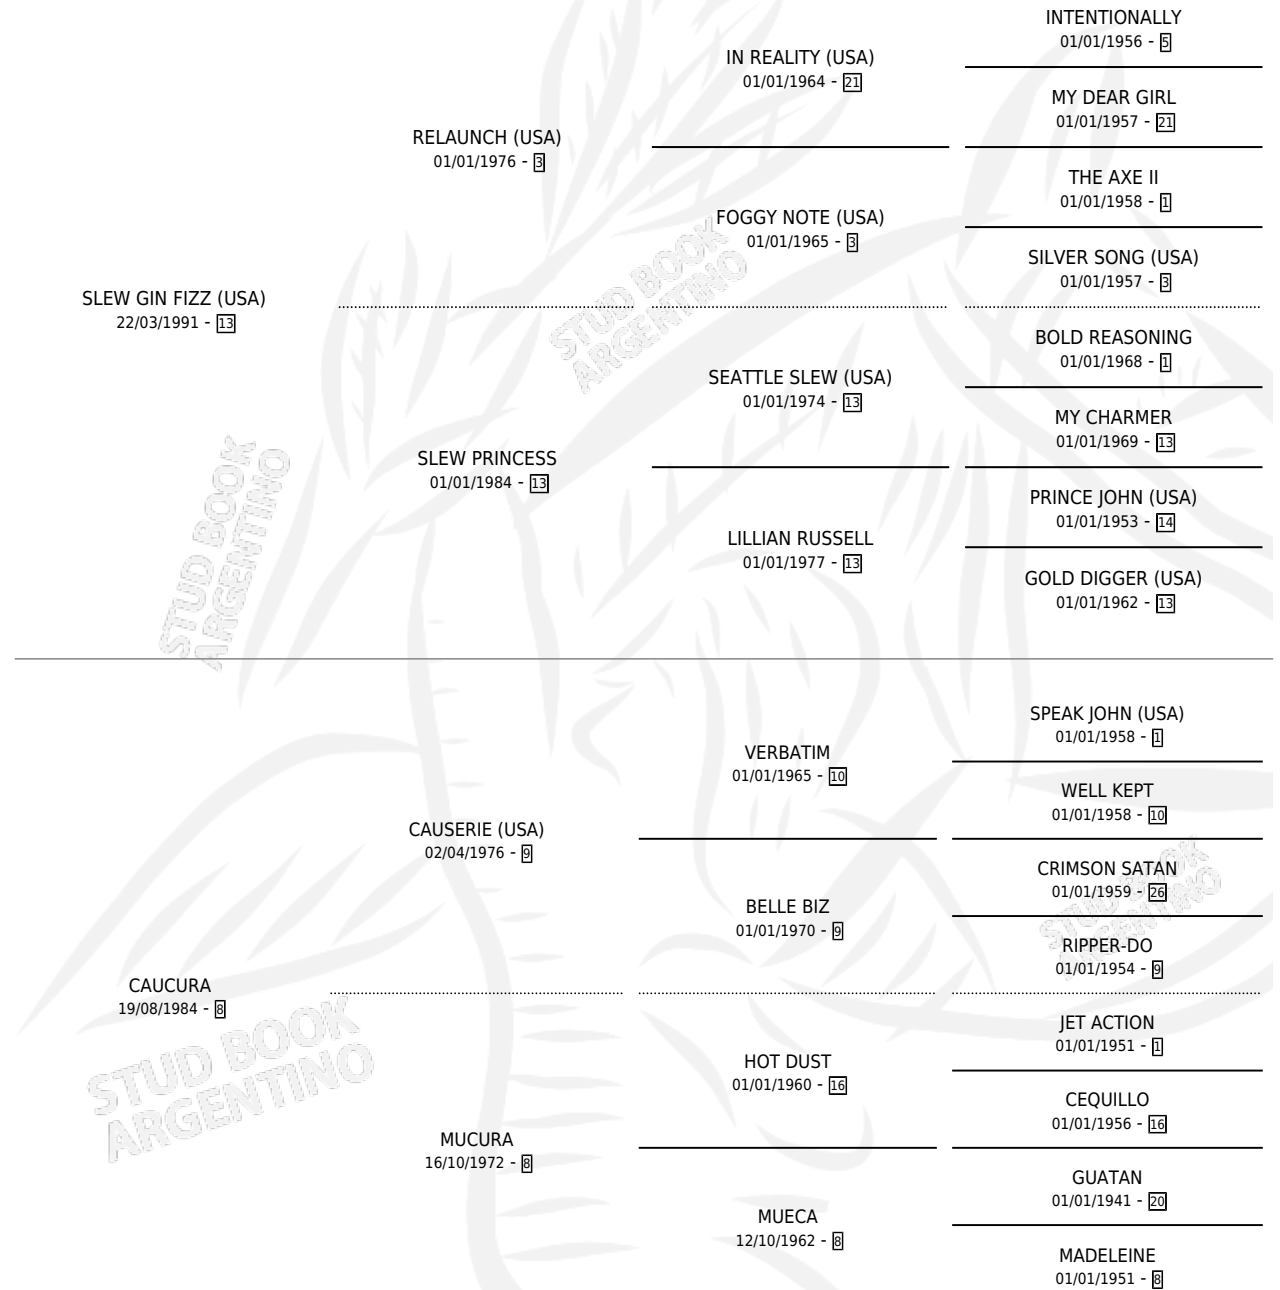 INTENTIONALLY
01/01/1956 - 5
IN REALITY (USA)
01/01/1964 - 21
MY DEAR GIRL
01/01/1957 - 21
RELAUNCH (USA)
01/01/1976 - 3
THE AXE II
01/01/1958 - 1
FOGGY NOTE (USA)
01/01/1965 - 3
SILVER SONG (USA)
01/01/1957 - 3
SLEW GIN FIZZ (USA)
22/03/1991 - 13
STUD BOOK
ARGENTINO
BOLD REASONING
01/01/1968 - 1
SEATTLE SLEW (USA)
01/01/1974 - 13
MY CHARMER
01/01/1969 - 13
SLEW PRINCESS
01/01/1984 - 13
PRINCE JOHN (USA)
01/01/1953 - 14
LILLIAN RUSSELL
01/01/1977 - 13
GOLD DIGGER (USA)
01/01/1962 - 13
STUD BOOK
ARGENTINO
SPEAK JOHN (USA)
01/01/1958 - 1
VERBATIM
01/01/1965 - 10
WELL KEPT
01/01/1958 - 10
CAUSERIE (USA)
02/04/1976 - 9
CRIMSON SATAN
01/01/1959 - 26
BELLE BIZ
01/01/1970 - 9
STUD BOOK
ARGENTINO
RIPPER-DO
01/01/1954 - 9
CAUCURA
19/08/1984 - 8
STUD BOOK
ARGENTINO
JET ACTION
01/01/1951 - 1
HOT DUST
01/01/1960 - 16
CEQUILLO
01/01/1956 - 16
MUCURA
16/10/1972 - 8
GUATAN
01/01/1941 - 20
MUECA
12/10/1962 - 8
MADELEINE
01/01/1951 - 8